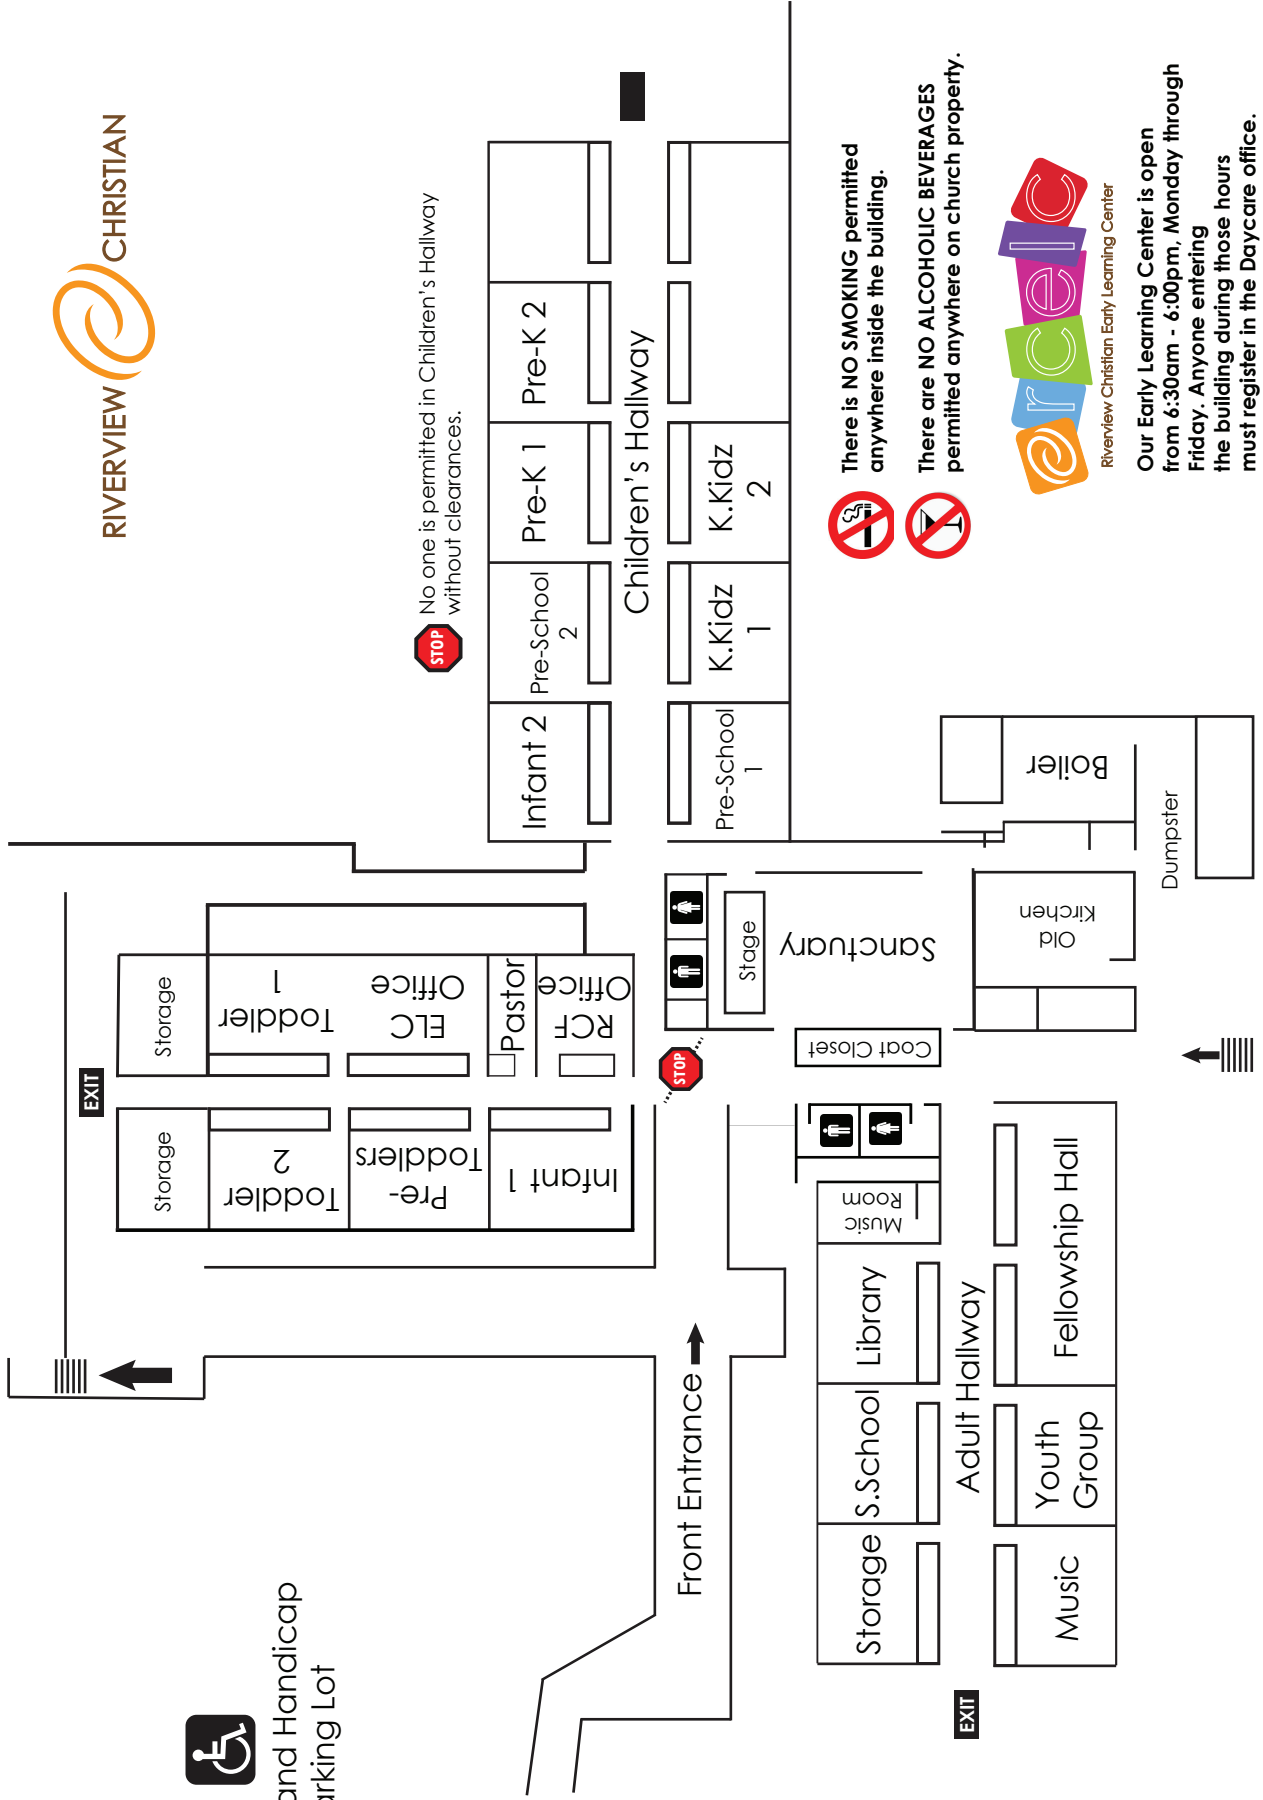 RIVERVIEW CHRISTIAN
STOP
No one is permitted in Children's Hallway
without clearances.
Infant 2
Pre-School
2
Pre-K 1
Pre-K 2
Children's Hallway
Pre-School
1
K.Kidz
1
K.Kidz
2
There is NO SMOKING permitted
anywhere inside the building.
There are NO ALCOHOLIC BEVERAGES
permitted anywhere on church property.
rcelc
Riverview Christian Early Learning Center
Our Early Learning Center is open
from 6:30am - 6:00pm, Monday through
Friday. Anyone entering
the building during those hours
must register in the Daycare office.
EXIT
Storage
Toddler
1
ELC
Office
Pastor
RCF
Office
Storage
Toddler
2
Pre-
Toddlers
Infant 1
STOP
Stage
Sanctuary
Coat Closet
Old
Kirchen
Boiler
Dumpster
Front Entrance
Music
Room
Library
S.School
Storage
Adult Hallway
Fellowship Hall
Youth
Group
Music
EXIT
and Handicap
arking Lot